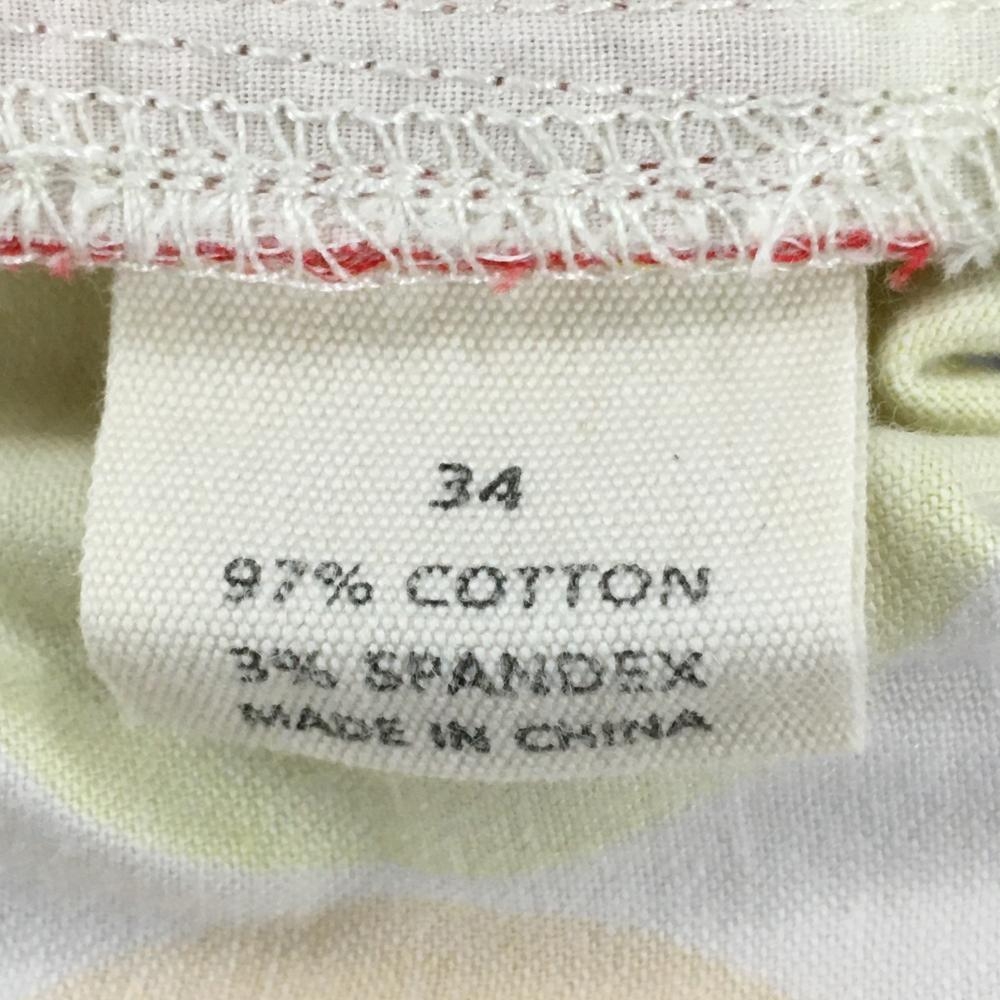 34
97% COTTON
3% SPANDEX
MADE IN CHINA